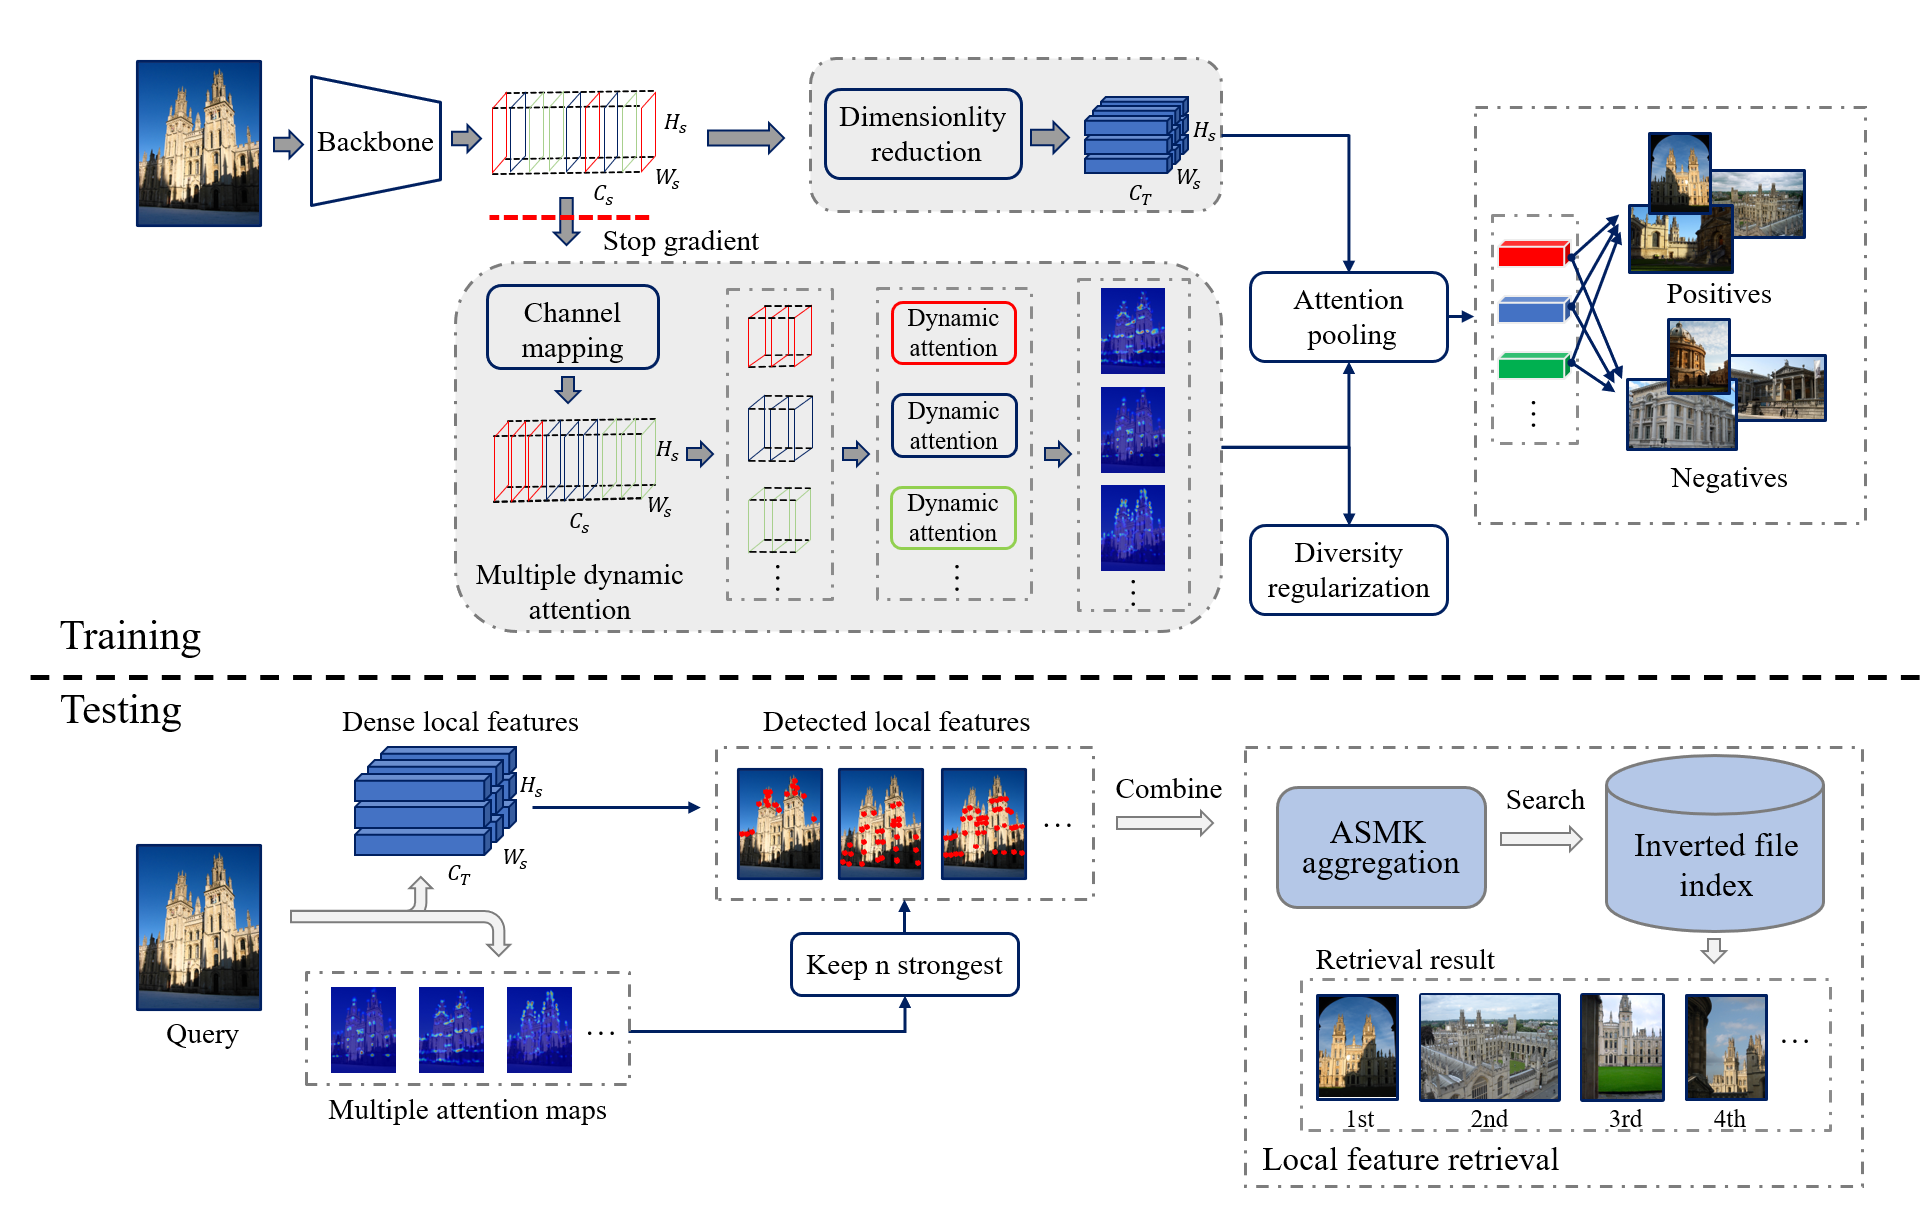 Backbone
H_s
W_s
C_s
Dimensionlity
reduction
H_s
W_s
C_T
Stop gradient
Channel
mapping
H_s
W_s
C_s
Multiple dynamic
attention
⋮
Dynamic
attention
Dynamic
attention
Dynamic
attention
⋮
⋮
Attention
pooling
Diversity
regularization
⋮
Positives
Negatives
Training
Testing
Query
Dense local features
H_s
W_s
C_T
...
Multiple attention maps
Keep n strongest
Detected local features
...
Combine
ASMK
aggregation
Search
Inverted file
index
Retrieval result
1st
2nd
3rd
4th
...
Local feature retrieval